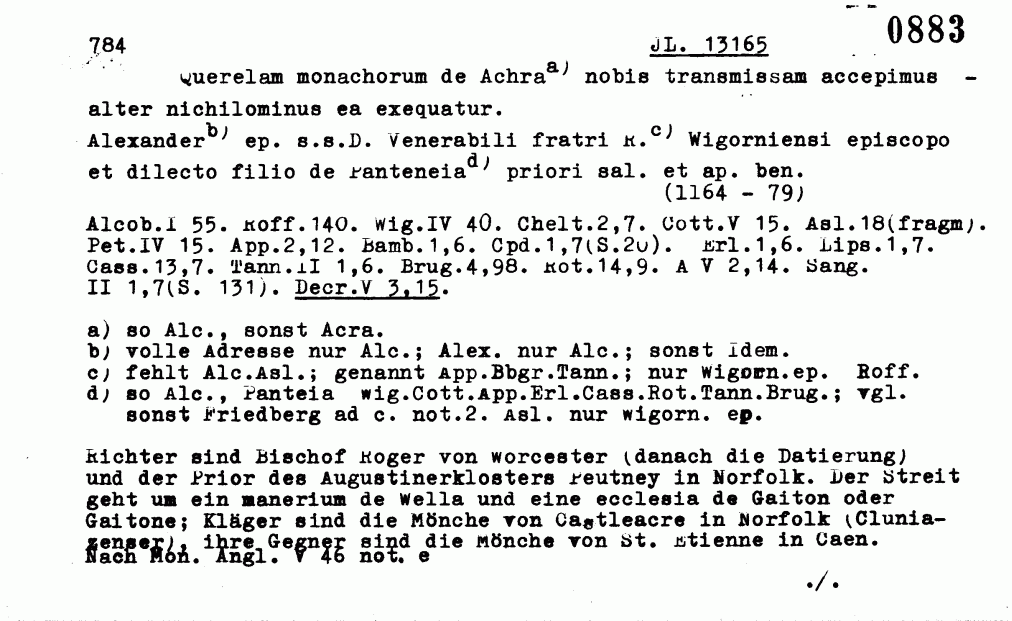 0883
784 JL. 13165
Querelam monachorum de Achra a) nobis transmissam accepimus -
alter nichilominus ea exequatur.
Alexander b) ep. s.s.D. Venerabili fratri R. c) Wigorniensi episcopo
et dilecto filio de Panteneia d) priori sal. et ap. ben.
(1164 - 79)
Alcob.I 55. Roff.140. Wig.IV 40. Chelt.2,7. Cott.V 15. Asl.18(fragm).
Pet.IV 15. App.2,12. Bamb.1,6. Cpd.1,7(S.20). Erl.1,6. Lips.1,7.
Cass.13,7. Tann.II 1,6. Brug.4,98. Rot.14,9. A V 2,14. Sang.
II 1,7(S. 131). Decr.V 3,15.
a) so Alc., sonst Acra.
b) volle Adresse nur Alc.; Alex. nur Alc.; sonst Idem.
c) fehlt Alc.Asl.; genannt App.Bbgr.Tann.; nur Wigorn.ep. Roff.
d) so Alc., Panteia Wig.Cott.App.Erl.Cass.Rot.Tann.Brug.; vgl.
sonst Friedberg ad c. not.2. Asl. nur Wigorn. ep.
Richter sind Bischof Roger von Worcester (danach die Datierung)
und der Prior des Augustinerklosters Peutney in Norfolk. Der Streit
geht um ein manerium de Wella und eine ecclesia de Gaiton oder
Gaitone; Kläger sind die Mönche von Castleacre in Norfolk (Clunia-
zenser), ihre Gegner sind die Mönche von St. Etienne in Caen.
Nach Mon. Angl. V 46 not. e
./.